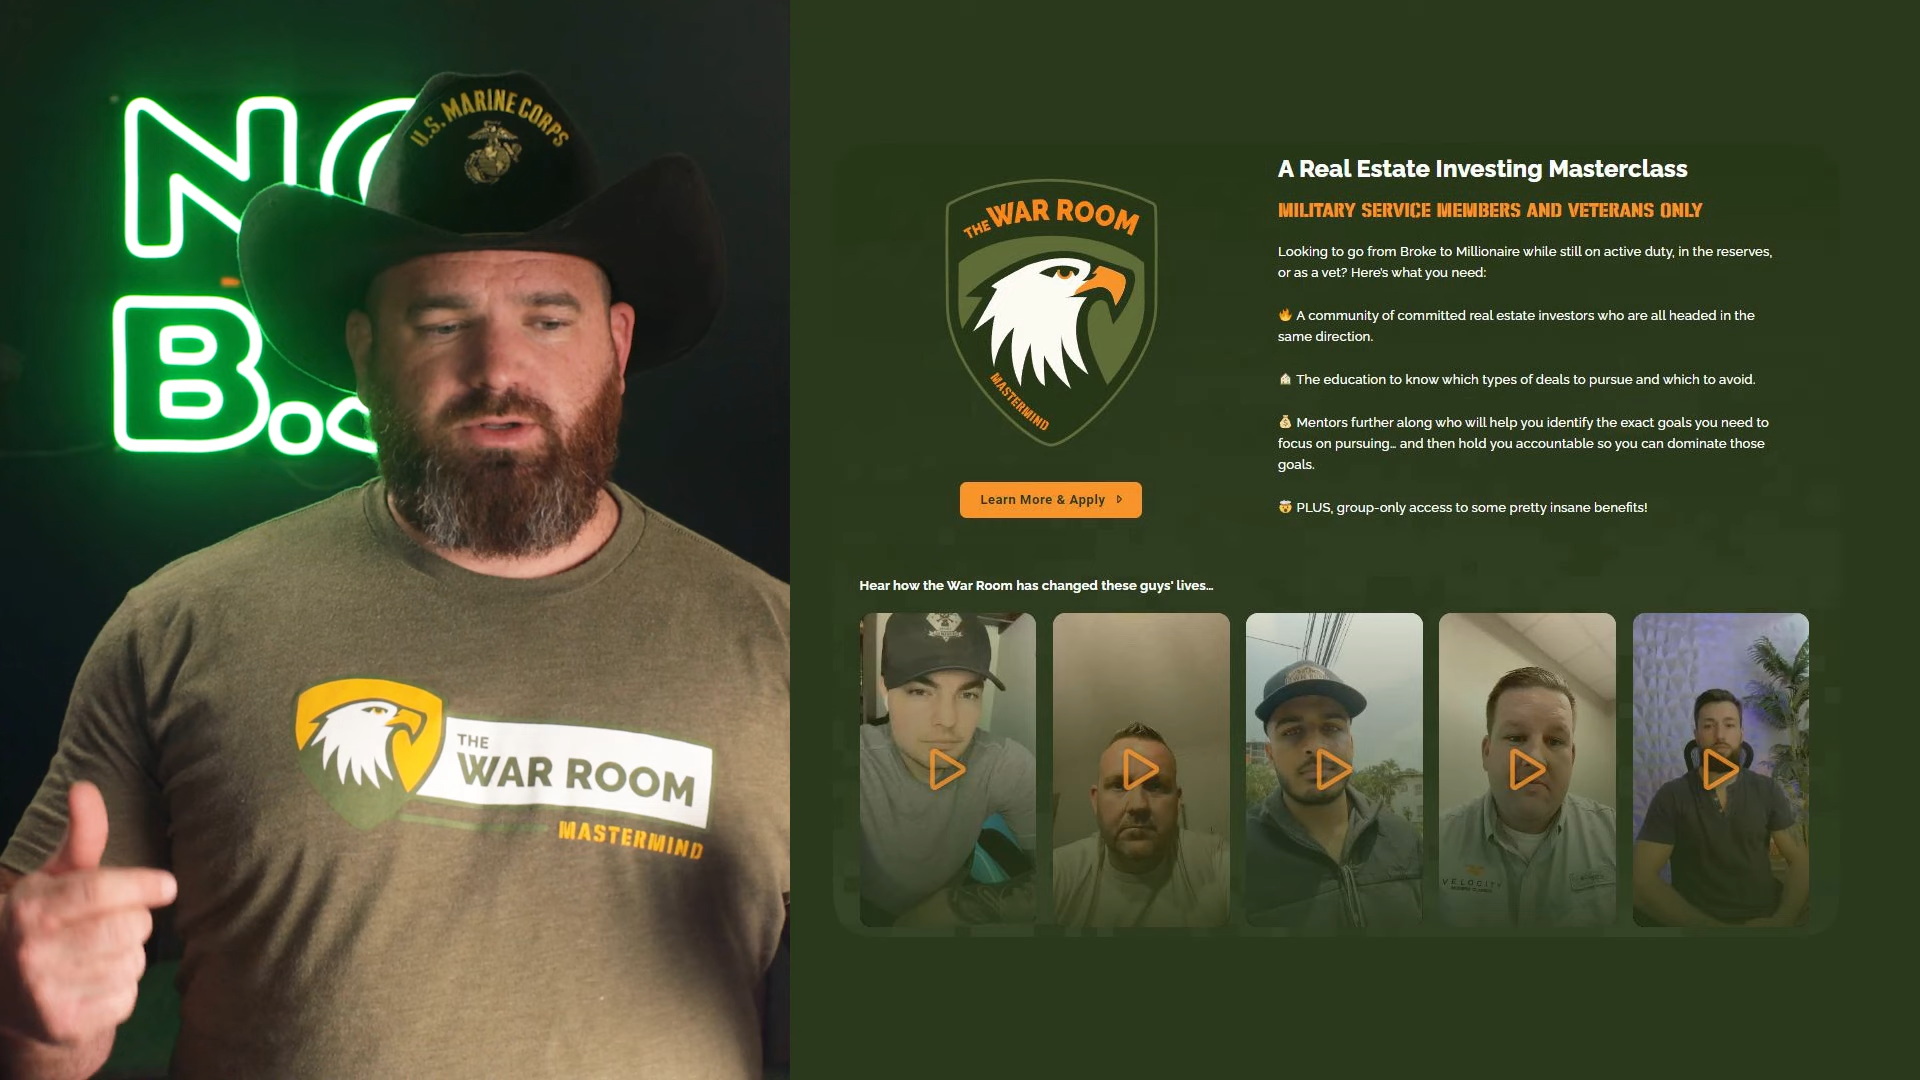 U.S. MARINE CORPS
THE
WAR ROOM
MASTERMIND
THE WAR ROOM
MASTERMIND
Learn More & Apply
A Real Estate Investing Masterclass
MILITARY SERVICE MEMBERS AND VETERANS ONLY
Looking to go from Broke to Millionaire while still on active duty, in the reserves,
or as a vet? Here's what you need:
🔥 A community of committed real estate investors who are all headed in the
same direction.
🏠 The education to know which types of deals to pursue and which to avoid.
💰 Mentors further along who will help you identify the exact goals you need to
focus on pursuing... and then hold you accountable so you can dominate those
goals.
🤯 PLUS, group-only access to some pretty insane benefits!
Hear how the War Room has changed these guys' lives...
VELOCITY